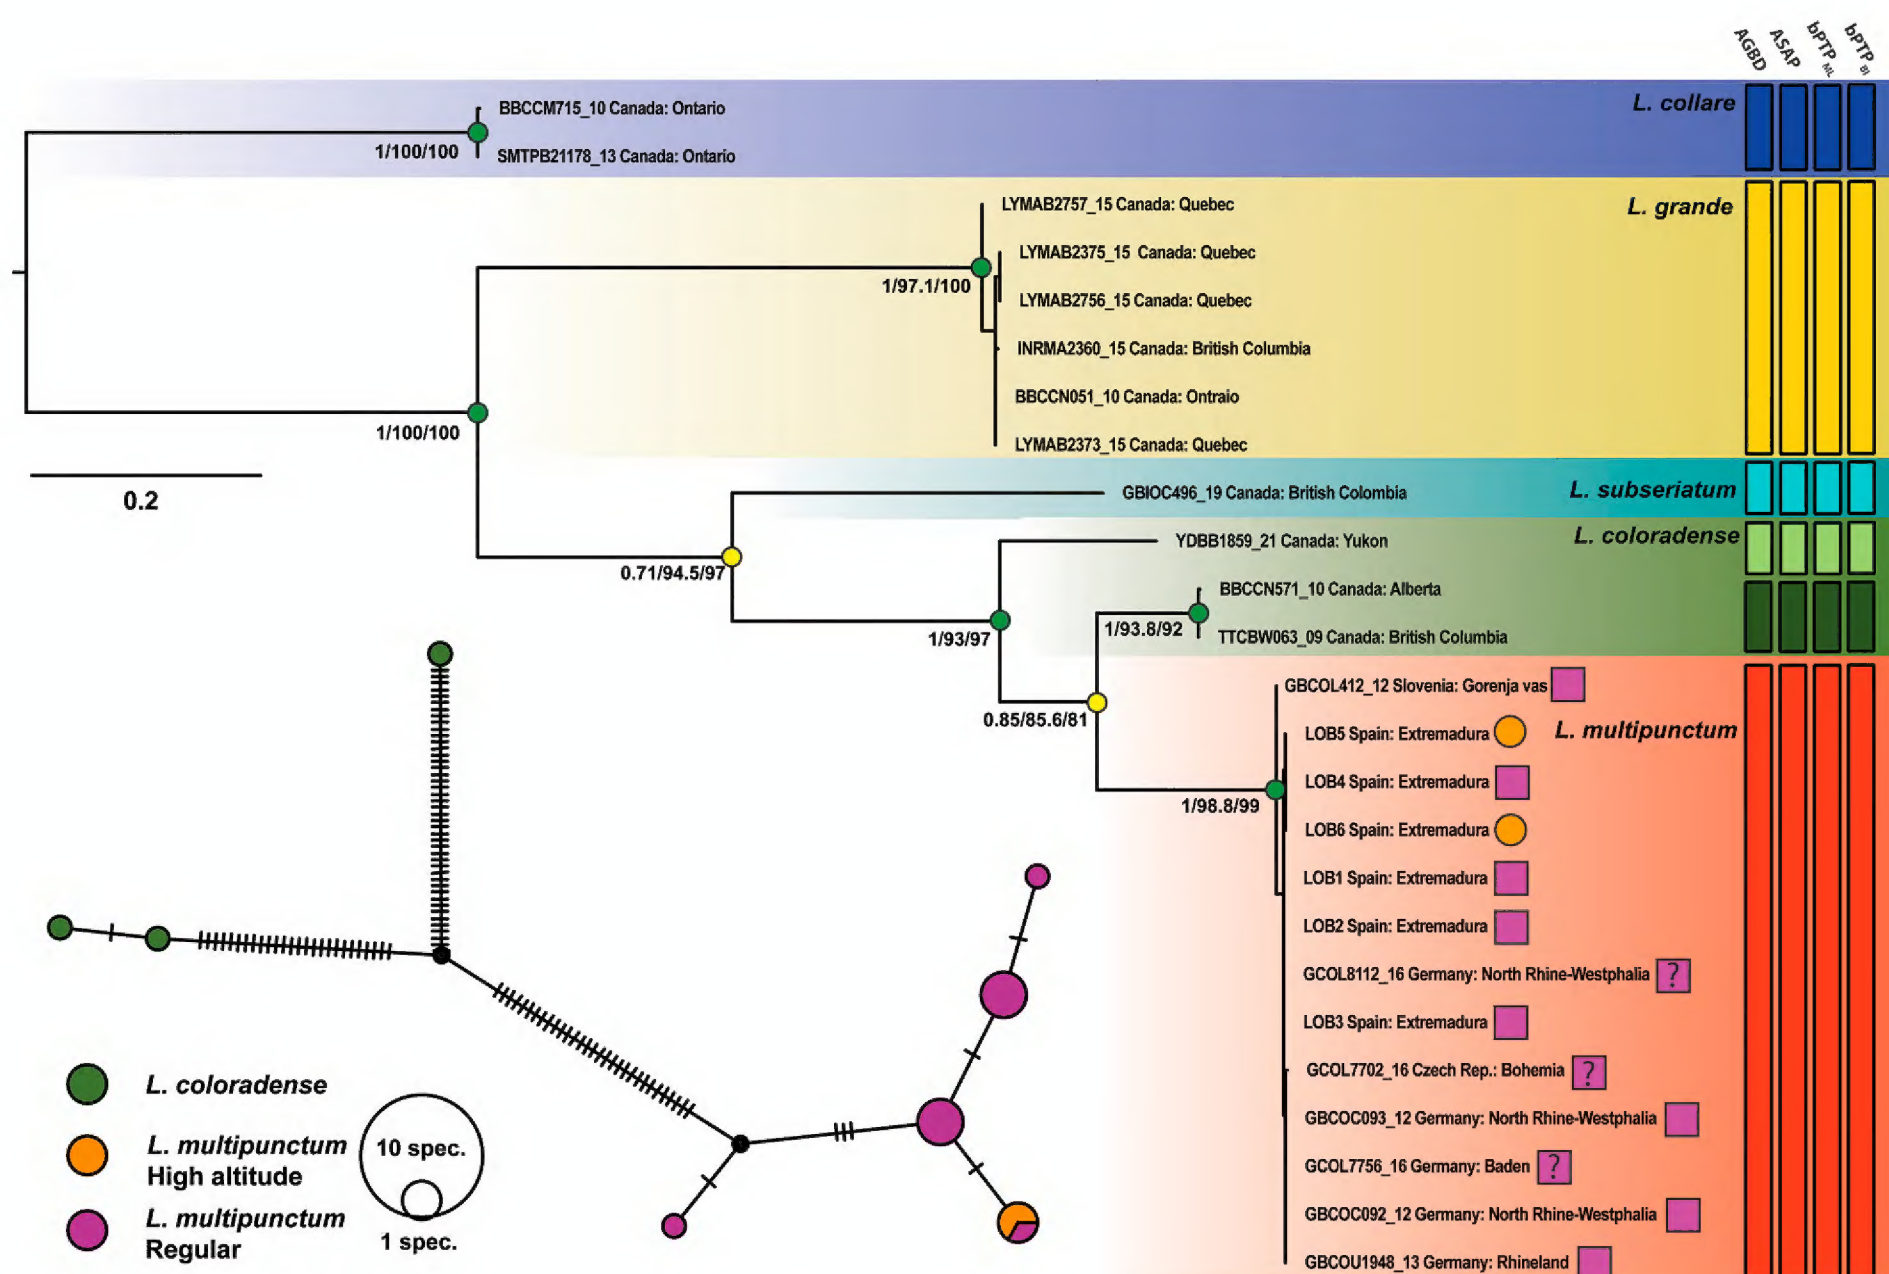 AGBD
ASAP
bPTP ML
bPTP BI
BBCCM715_10 Canada: Ontario
L. collare
1/100/100
SMTPB21178_13 Canada: Ontario
LYMAB2757_15 Canada: Quebec
L. grande
LYMAB2375_15 Canada: Quebec
1/97.1/100
LYMAB2756_15 Canada: Quebec
INRMA2360_15 Canada: British Columbia
BBCCN051_10 Canada: Ontraio
1/100/100
LYMAB2373_15 Canada: Quebec
0.2
GBIOC496_19 Canada: British Colombia
L. subseriatum
YDBB1859_21 Canada: Yukon
L. coloradense
0.71/94.5/97
BBCCN571_10 Canada: Alberta
1/93.8/92
1/93/97
TTCBW063_09 Canada: British Columbia
GBCOL412_12 Slovenia: Gorenja vas
0.85/85.6/81
LOB5 Spain: Extremadura
L. multipunctum
LOB4 Spain: Extremadura
1/98.8/99
LOB6 Spain: Extremadura
LOB1 Spain: Extremadura
LOB2 Spain: Extremadura
GCOL8112_16 Germany: North Rhine-Westphalia ?
LOB3 Spain: Extremadura
GCOL7702_16 Czech Rep.: Bohemia ?
GBCOC093_12 Germany: North Rhine-Westphalia
GCOL7756_16 Germany: Baden ?
GBCOC092_12 Germany: North Rhine-Westphalia
GBCOU1948_13 Germany: Rhineland
L. coloradense
L. multipunctum
High altitude
L. multipunctum
Regular
10 spec.
1 spec.